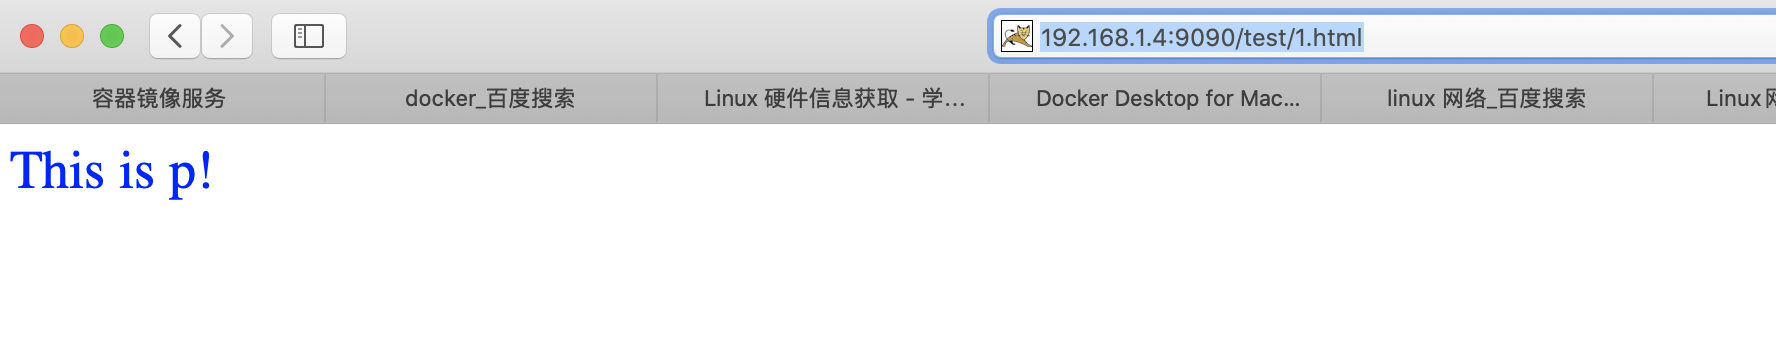 192.168.1.4:9090/test/1.html
容器镜像服务
docker_百度搜索
Linux 硬件信息获取 - 学...
Docker Desktop for Mac...
linux 网络_百度搜索
Linux
This is p!